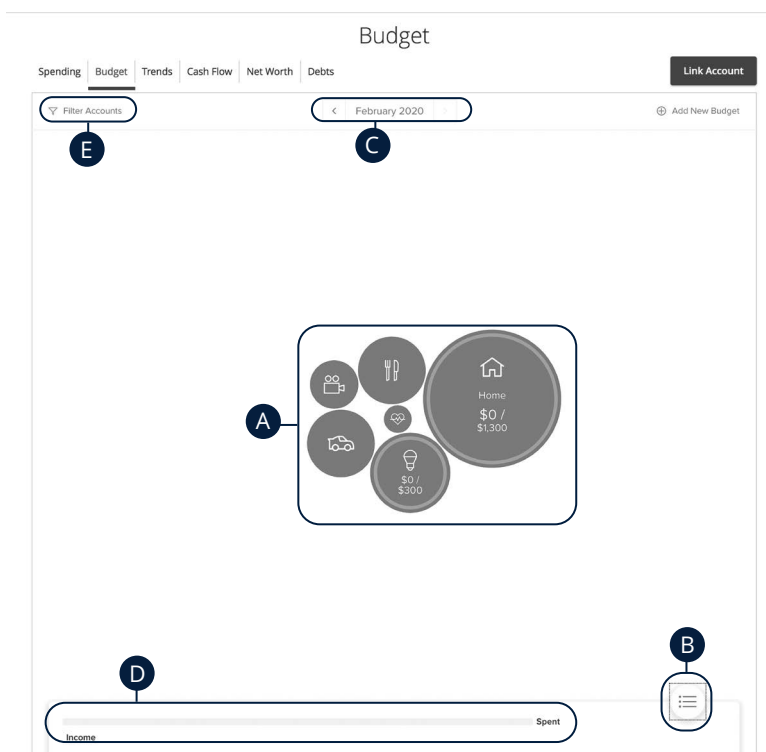 Budget
Spending Budget Trends Cash Flow Net Worth Debts Link Account
Filter Accounts < February 2020 Add New Budget
E
C
A
Home
$0 /
$1,300
$0 /
$300
B
D
Spent
Income